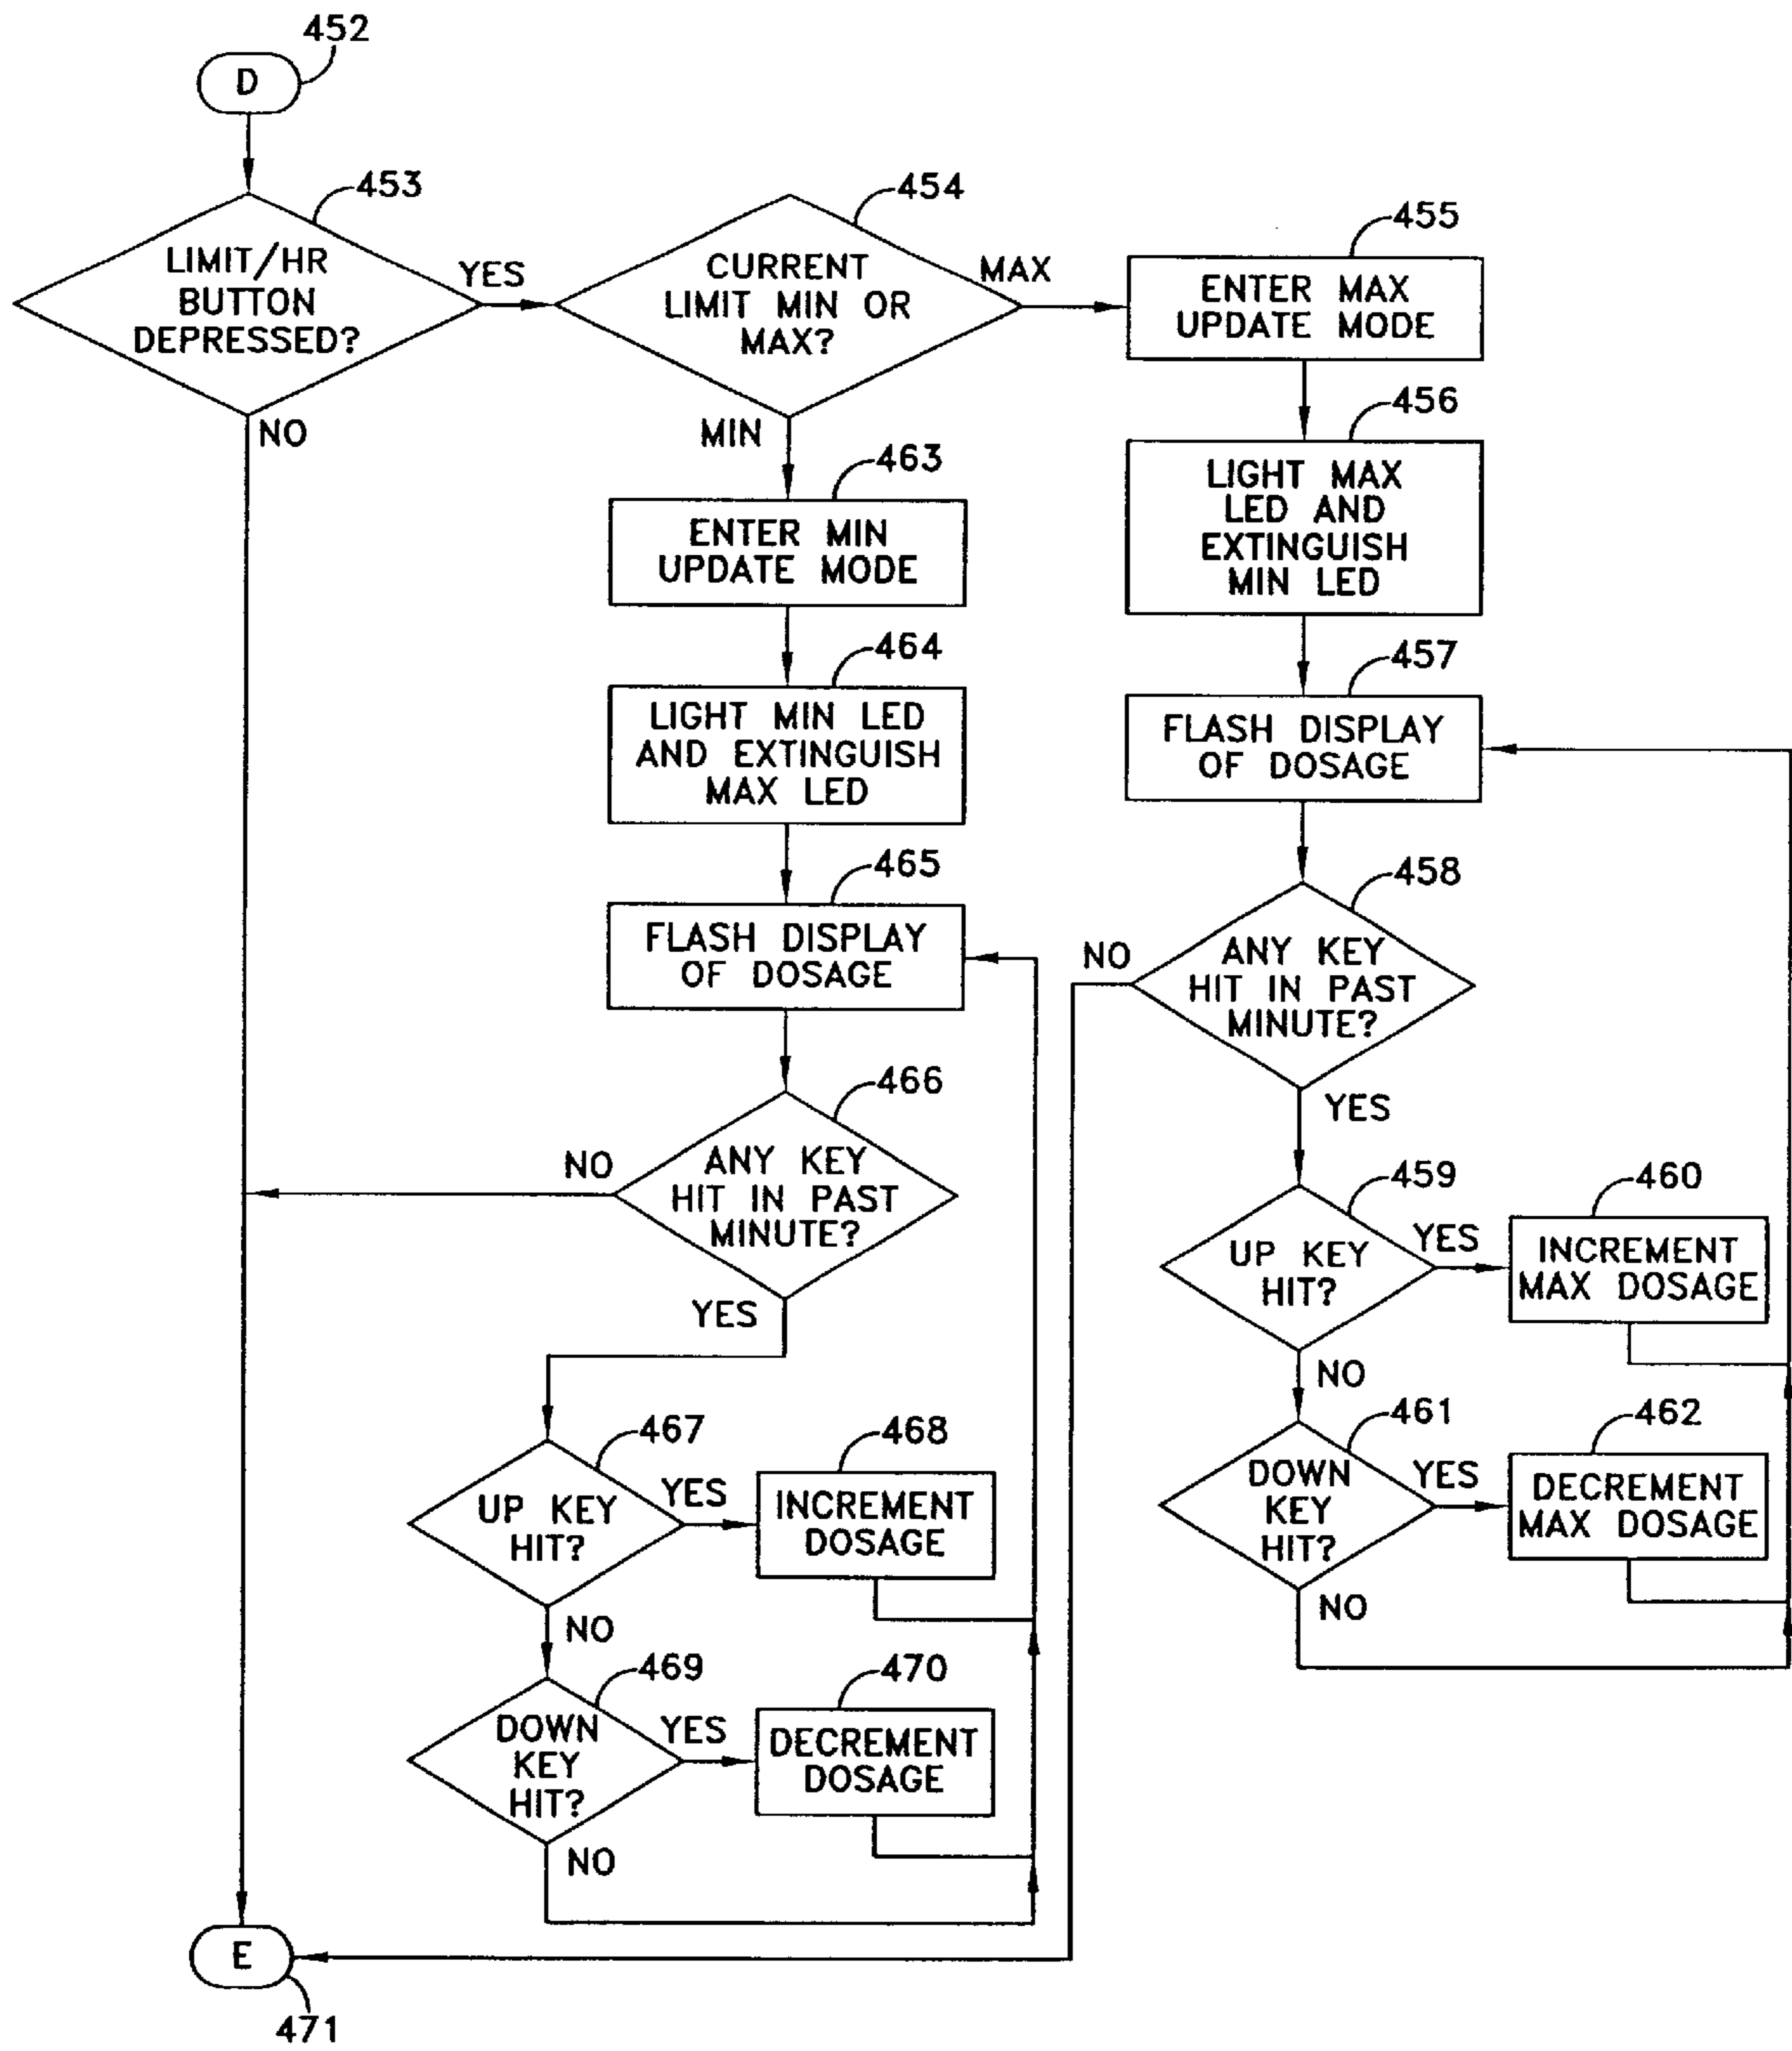 452
D
453
LIMIT/HR
BUTTON
DEPRESSED?
YES
NO
454
CURRENT
LIMIT MIN OR
MAX?
MAX
MIN
455
ENTER MAX
UPDATE MODE
456
LIGHT MAX
LED AND
EXTINGUISH
MIN LED
457
FLASH DISPLAY
OF DOSAGE
458
ANY KEY
HIT IN PAST
MINUTE?
NO
YES
459
UP KEY
HIT?
YES
NO
460
INCREMENT
MAX DOSAGE
461
DOWN
KEY
HIT?
YES
NO
462
DECREMENT
MAX DOSAGE
463
ENTER MIN
UPDATE MODE
464
LIGHT MIN LED
AND EXTINGUISH
MAX LED
465
FLASH DISPLAY
OF DOSAGE
466
ANY KEY
HIT IN PAST
MINUTE?
NO
YES
467
UP KEY
HIT?
YES
NO
468
INCREMENT
DOSAGE
469
DOWN
KEY
HIT?
YES
NO
470
DECREMENT
DOSAGE
E
471